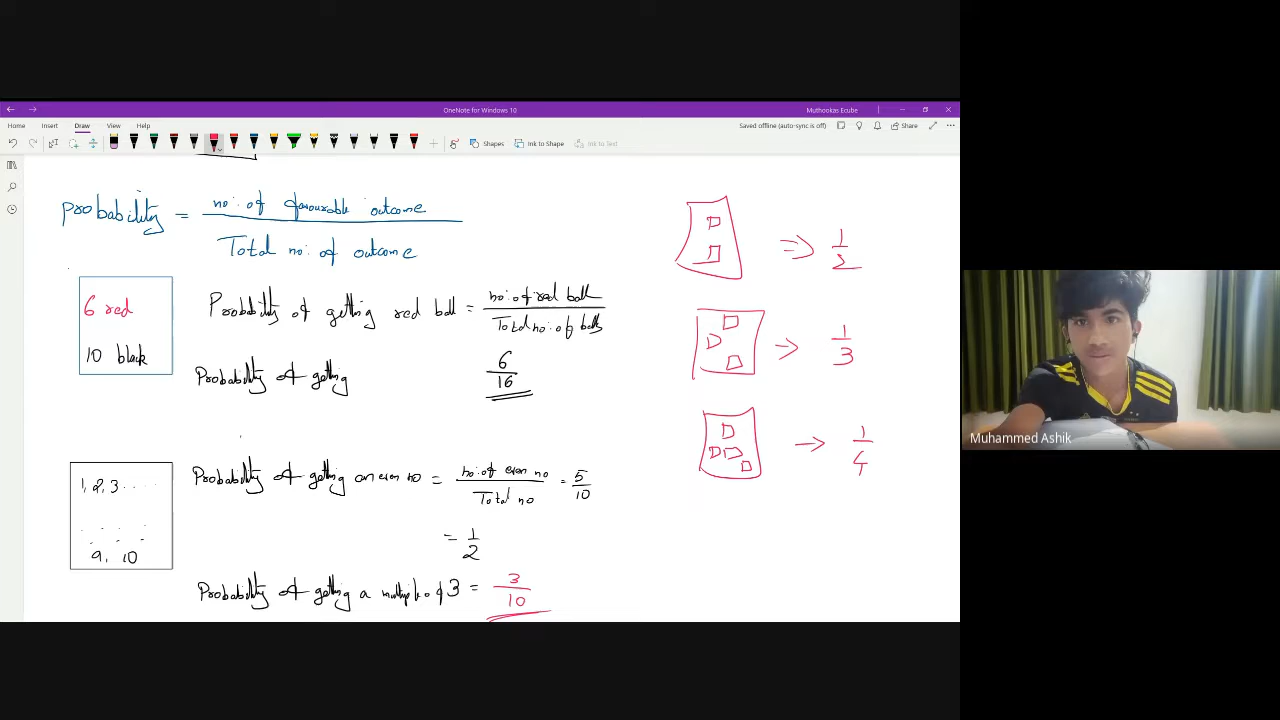 OneNote for Windows 10
Muthookas Ecube
Home Insert Draw View Help
Saved offline (auto-sync is off) Share
Shapes Ink to Shape Ink to Text
Probability = no: of favourable outcome
Total no: of outcome
6 red
10 black
Probability of getting red ball = no: of red ball
Total no: of balls
Probability of getting
6
16
1, 2, 3 . . . .
9, 10
Probability of getting an even no = no: of even no = 5
Total no 10
= 1
2
Probability of getting a multiple of 3 = 3
10
⇒ 1
2
→ 1
3
→ 1
4
Muhammed Ashik